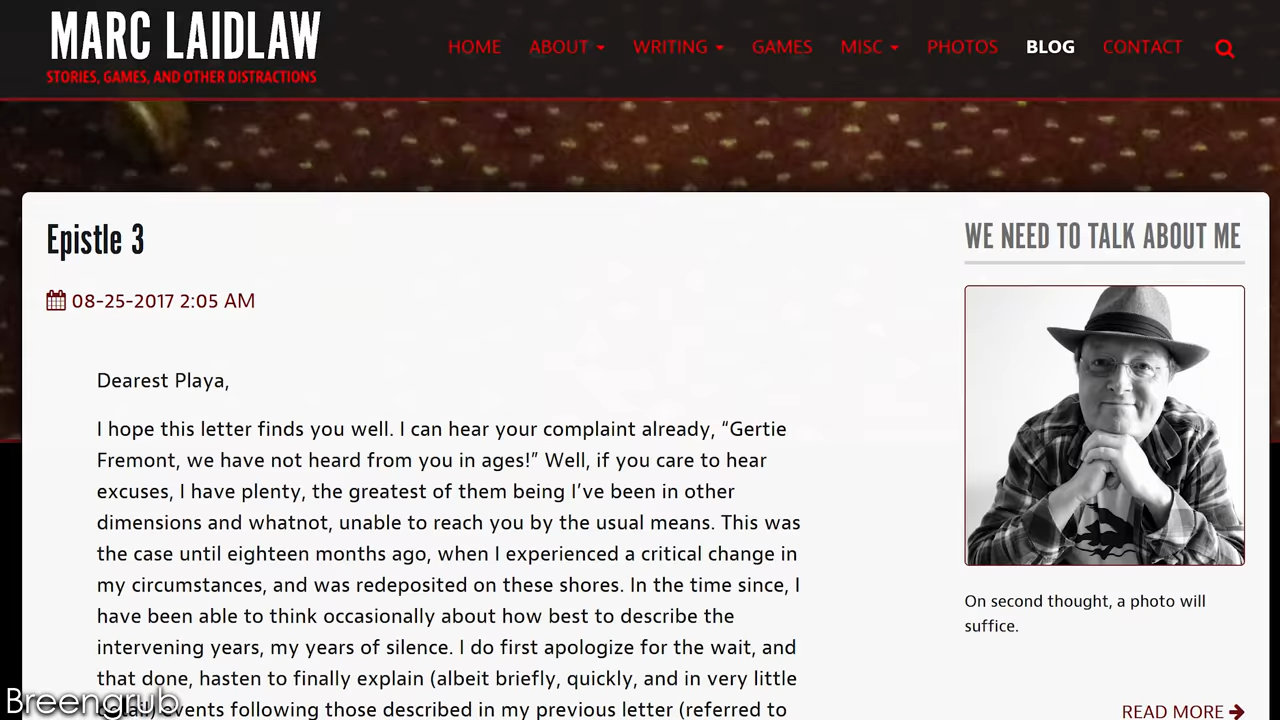 MARC LAIDLAW
STORIES, GAMES, AND OTHER DISTRACTIONS
HOME ABOUT WRITING GAMES MISC PHOTOS BLOG CONTACT
Epistle 3
08-25-2017 2:05 AM
Dearest Playa,
I hope this letter finds you well. I can hear your complaint already, “Gertie
Fremont, we have not heard from you in ages!” Well, if you care to hear
excuses, I have plenty, the greatest of them being I’ve been in other
dimensions and whatnot, unable to reach you by the usual means. This was
the case until eighteen months ago, when I experienced a critical change in
my circumstances, and was redeposited on these shores. In the time since, I
have been able to think occasionally about how best to describe the
intervening years, my years of silence. I do first apologize for the wait, and
that done, hasten to finally explain (albeit briefly, quickly, and in very little
events following those described in my previous letter (referred to
WE NEED TO TALK ABOUT ME
On second thought, a photo will
suffice.
READ MORE
Breengrub